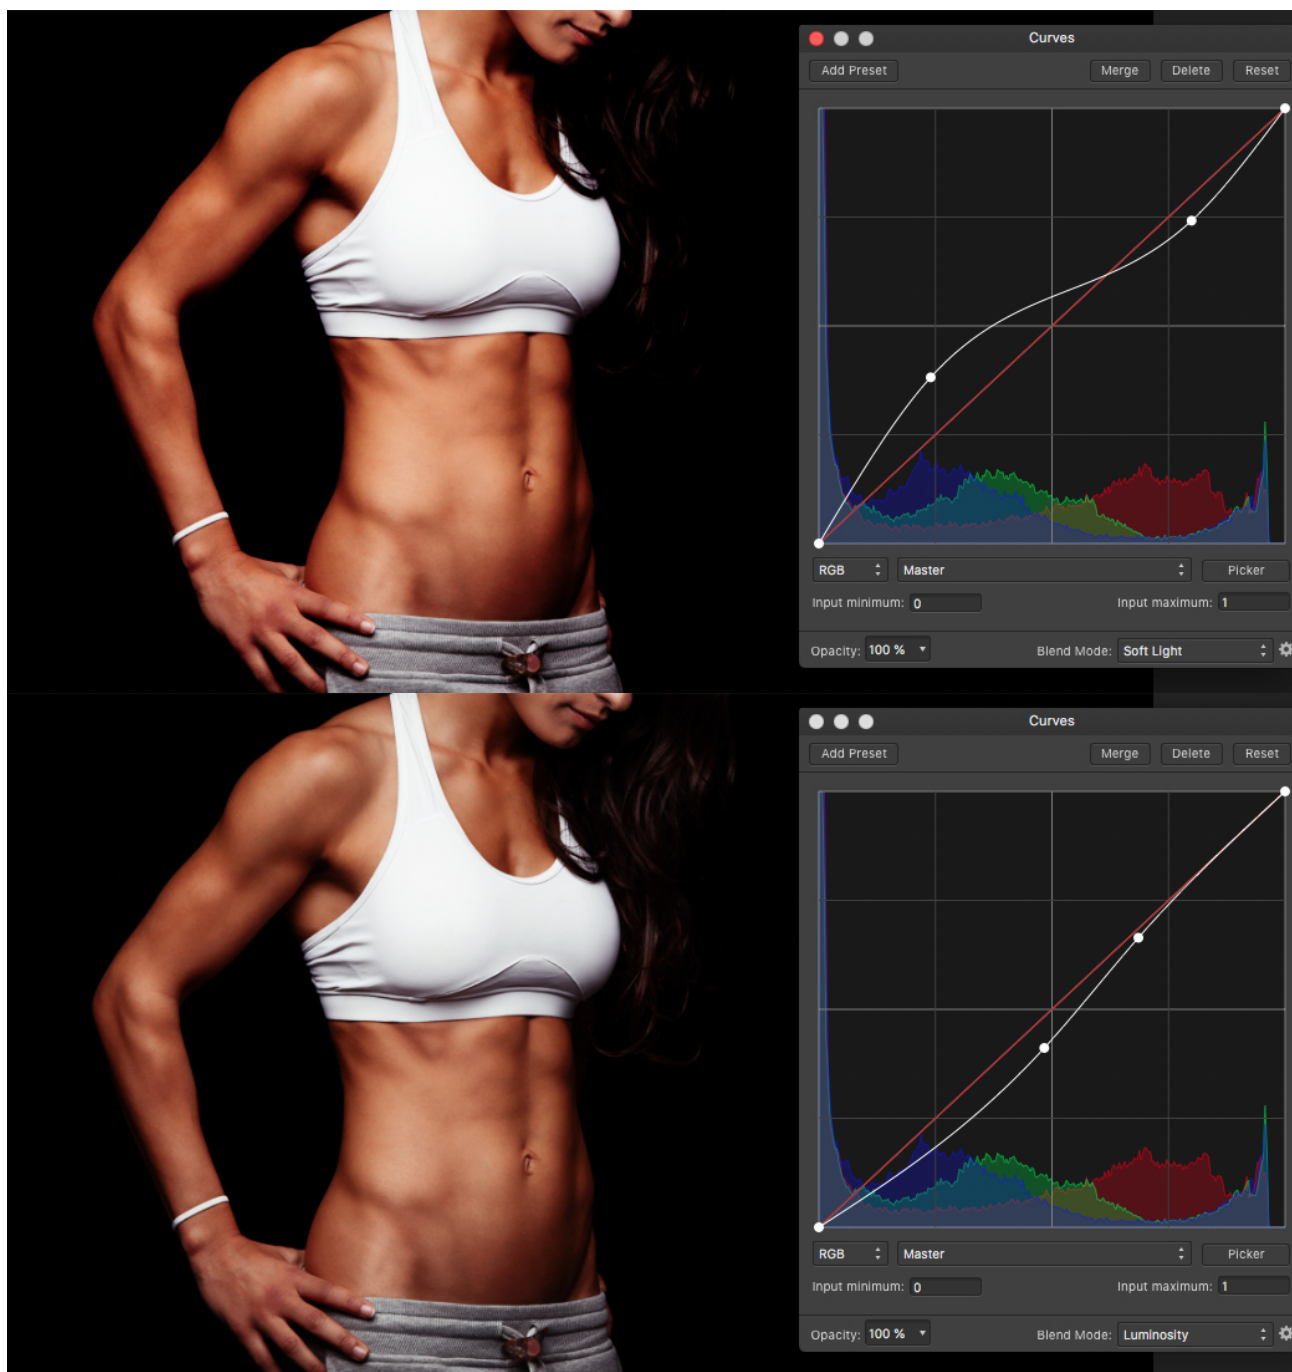 Curves
Add Preset Merge Delete Reset
RGB Master Picker
Input minimum: 0 Input maximum: 1
Opacity: 100 % Blend Mode: Soft Light
Curves
Add Preset Merge Delete Reset
RGB Master Picker
Input minimum: 0 Input maximum: 1
Opacity: 100 % Blend Mode: Luminosity